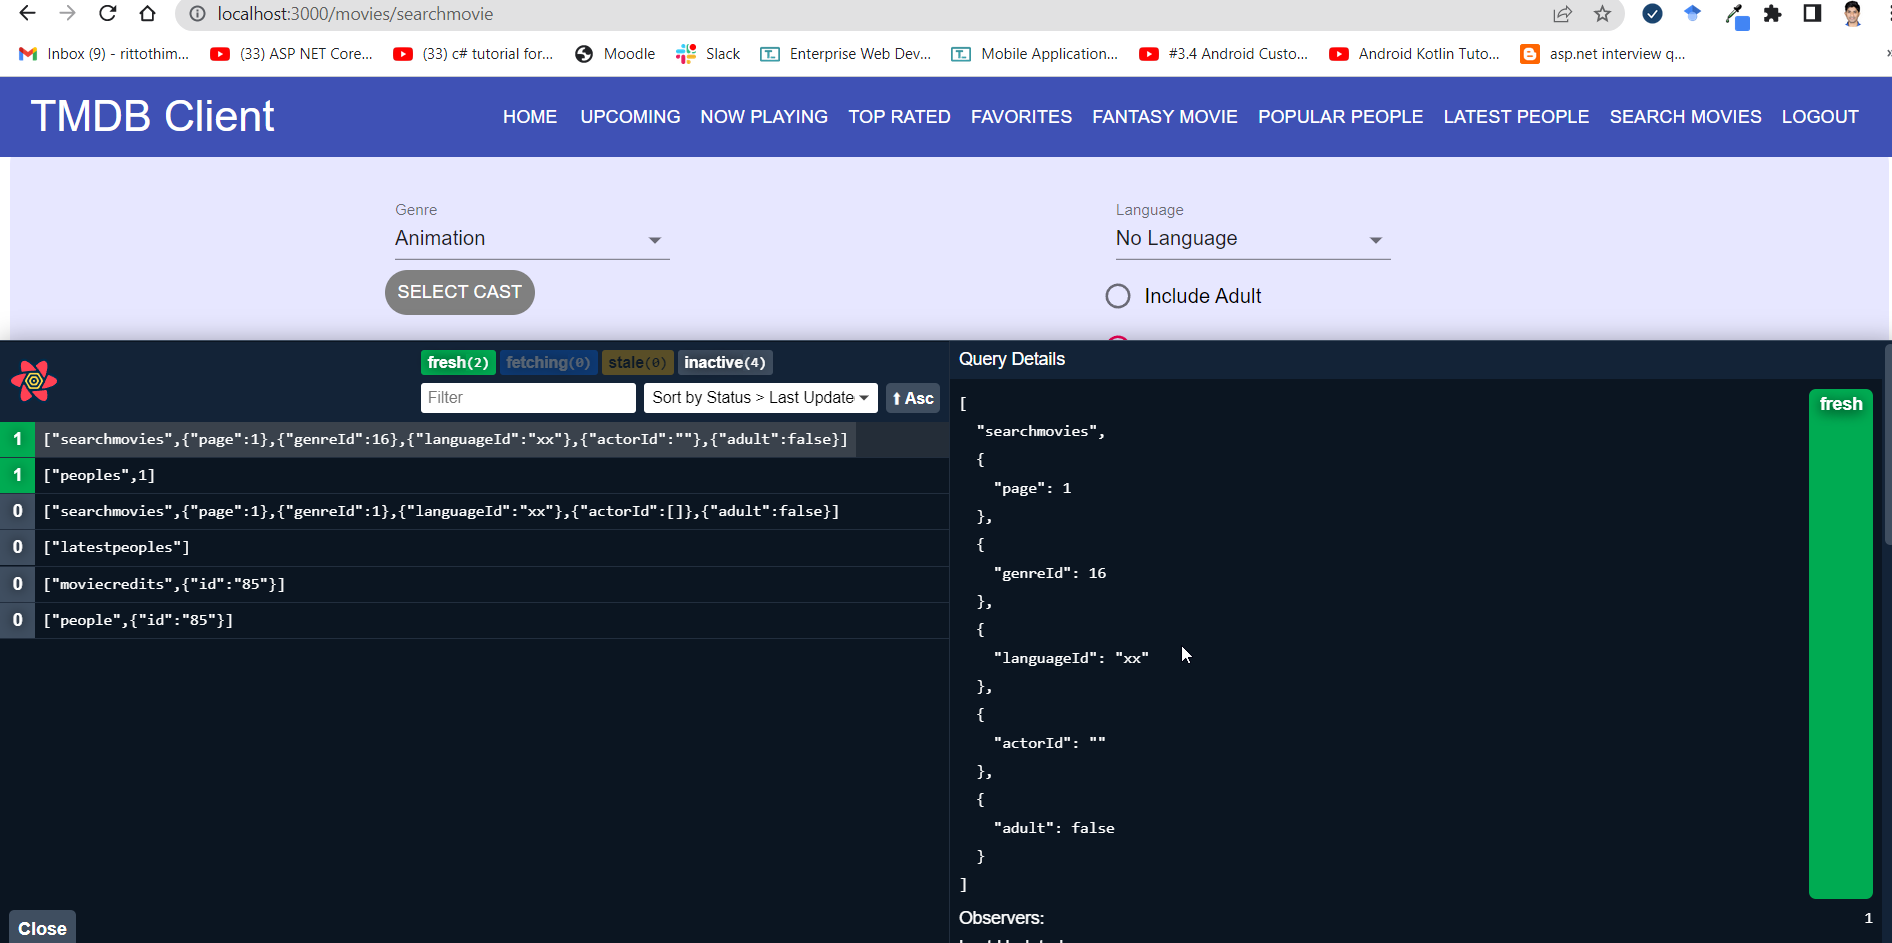 localhost:3000/movies/searchmovie
Inbox (9) - rittothim... (33) ASP NET Core... (33) c# tutorial for... Moodle Slack Enterprise Web Dev... Mobile Application... #3.4 Android Custo... Android Kotlin Tuto... asp.net interview q...
TMDB Client HOME UPCOMING NOW PLAYING TOP RATED FAVORITES FANTASY MOVIE POPULAR PEOPLE LATEST PEOPLE SEARCH MOVIES LOGOUT
Genre
Animation
SELECT CAST
Language
No Language
Include Adult
fresh(2) fetching(0) stale(0) inactive(4)
Filter Sort by Status > Last Update Asc
1 ["searchmovies",{"page":1},{"genreId":16},{"languageId":"xx"},{"actorId":""},{"adult":false}]
1 ["peoples",1]
0 ["searchmovies",{"page":1},{"genreId":1},{"languageId":"xx"},{"actorId":[]},{"adult":false}]
0 ["latestpeoples"]
0 ["moviecredits",{"id":"85"}]
0 ["people",{"id":"85"}]
Close
Query Details
fresh
[
"searchmovies",
{
"page": 1
},
{
"genreId": 16
},
{
"languageId": "xx"
},
{
"actorId": ""
},
{
"adult": false
}
]
Observers: 1